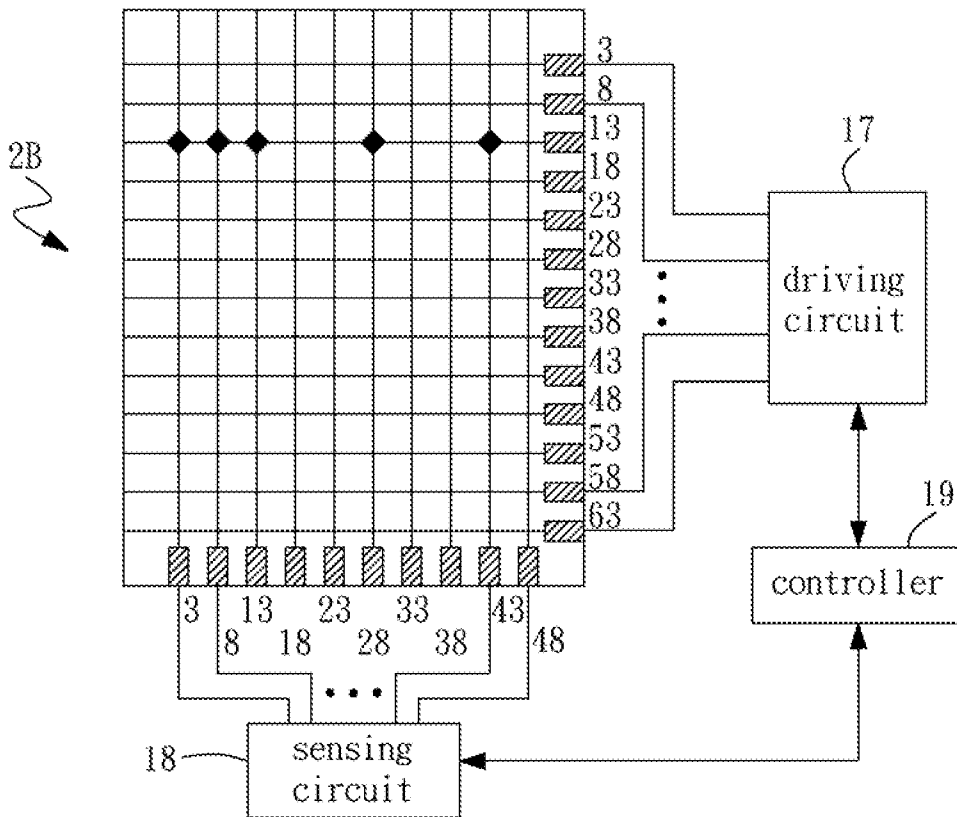 3
8
13
17
18
2B
23
28
driving
circuit
33
38
43
48
53
58
63
19
controller
3 13 23 33 43
8 18 28 38 48
sensing
circuit
18